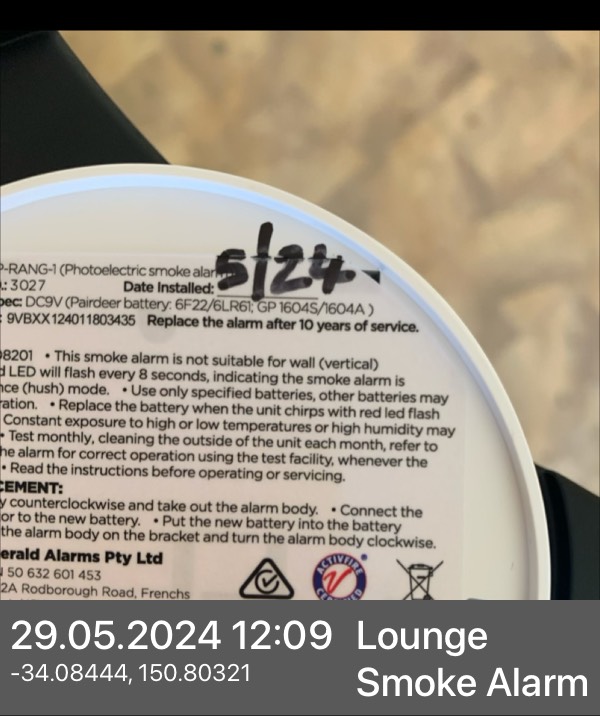 5/24
P-RANG-1 (Photoelectric smoke alar
.: 3027 Date Installed:
pec: DC9V (Pairdeer battery: 6F22/6LR61; GP 1604S/1604A )
: 9VBXX124011803435 Replace the alarm after 10 years of service.
08201 • This smoke alarm is not suitable for wall (vertical)
d LED will flash every 8 seconds, indicating the smoke alarm is
nce (hush) mode. • Use only specified batteries, other batteries may
ration. • Replace the battery when the unit chirps with red led flash
Constant exposure to high or low temperatures or high humidity may
• Test monthly, cleaning the outside of the unit each month, refer to
he alarm for correct operation using the test facility, whenever the
• Read the instructions before operating or servicing.
CEMENT:
y counterclockwise and take out the alarm body. • Connect the
or to the new battery. • Put the new battery into the battery
the alarm body on the bracket and turn the alarm body clockwise.
erald Alarms Pty Ltd
50 632 601 453
2A Rodborough Road, Frenchs
ACTIVFIRE
CERTIFIED
29.05.2024 12:09 Lounge
-34.08444, 150.80321 Smoke Alarm